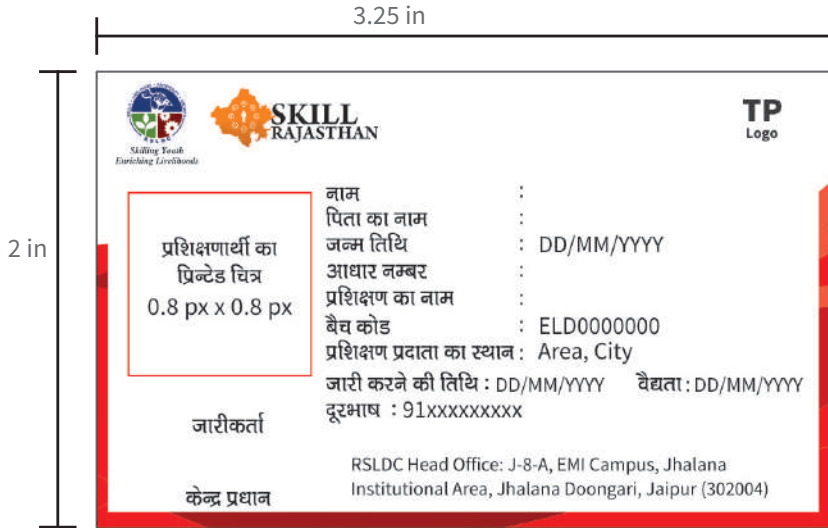 3.25 in
2 in
RSLDC
Skilling Youth
Enriching Livelihoods
SKILL
RAJASTHAN
TP
Logo
प्रशिक्षणार्थी का
प्रिन्टेड चित्र
0.8 px x 0.8 px
नाम :
पिता का नाम :
जन्म तिथि : DD/MM/YYYY
आधार नम्बर :
प्रशिक्षण का नाम :
बैच कोड : ELD0000000
प्रशिक्षण प्रदाता का स्थान : Area, City
जारी करने की तिथि : DD/MM/YYYY वैद्यता : DD/MM/YYYY
दूरभाष : 91xxxxxxxxx
जारीकर्ता
केन्द्र प्रधान
RSLDC Head Office: J-8-A, EMI Campus, Jhalana
Institutional Area, Jhalana Doongari, Jaipur (302004)